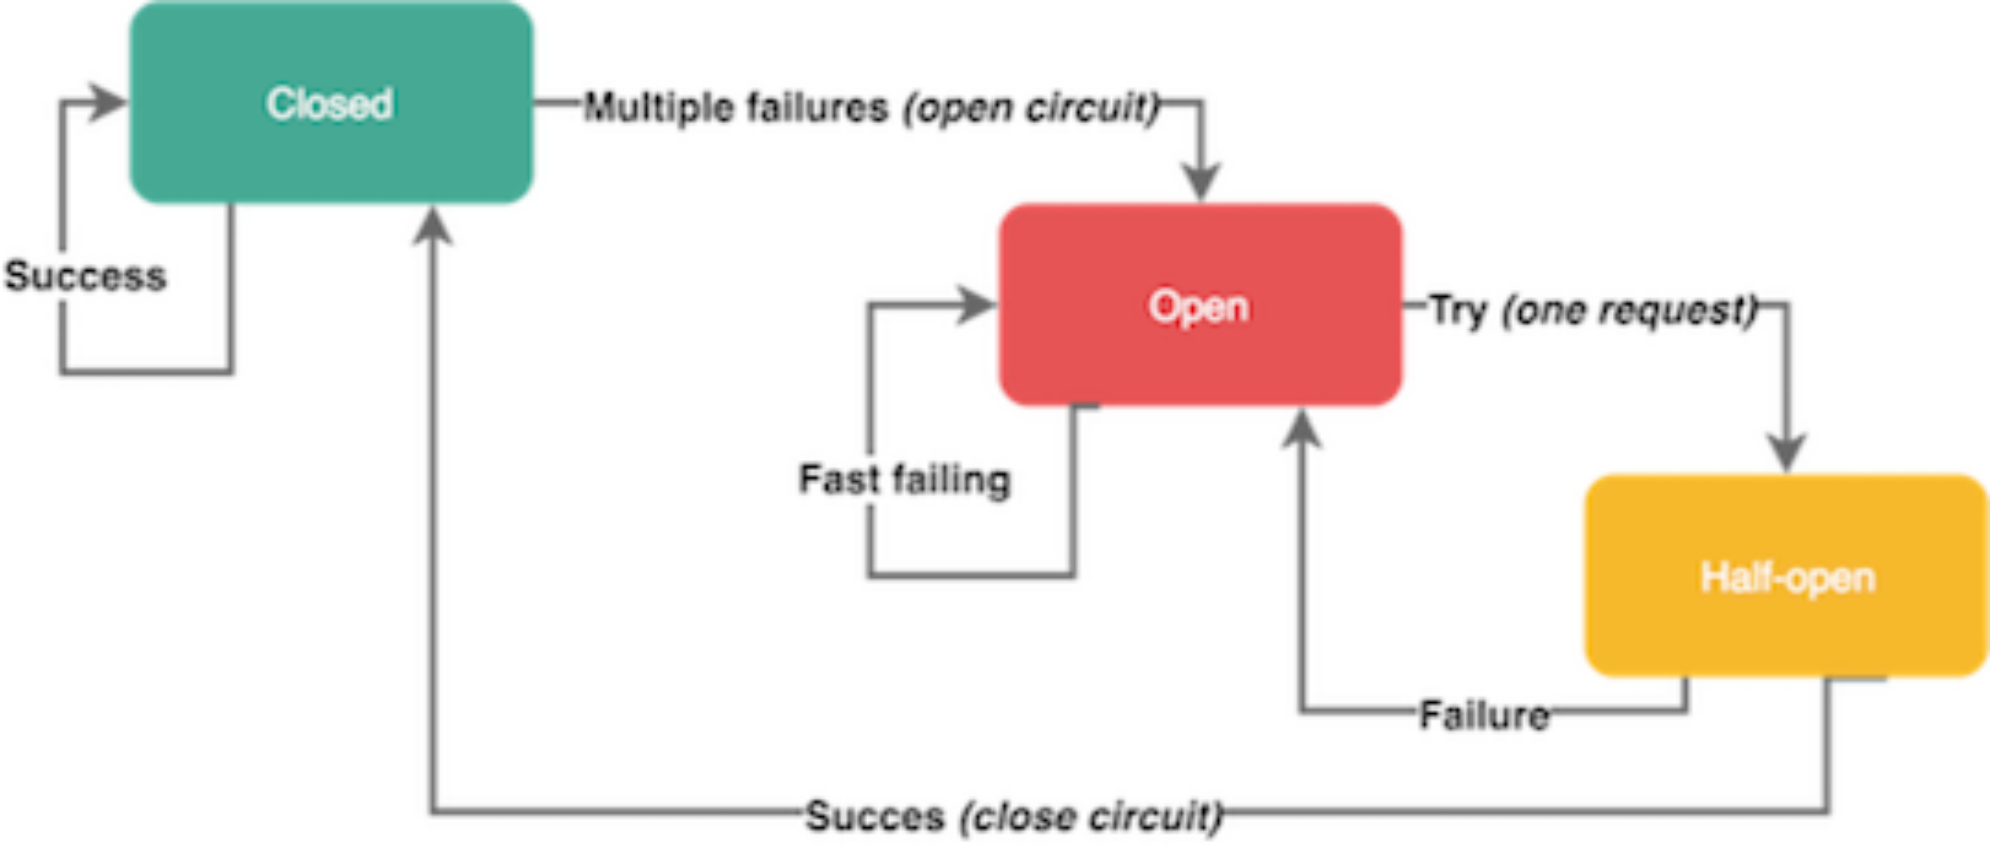 Closed
Multiple failures (open circuit)
Success
Open
Try (one request)
Fast failing
Half-open
Failure
Succes (close circuit)